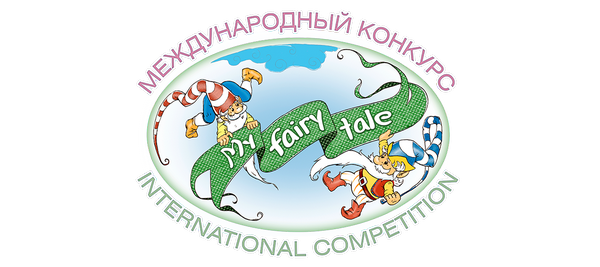 МЕЖДУНАРОДНЫЙ КОНКУРС
My fairy tale
INTERNATIONAL COMPETITION